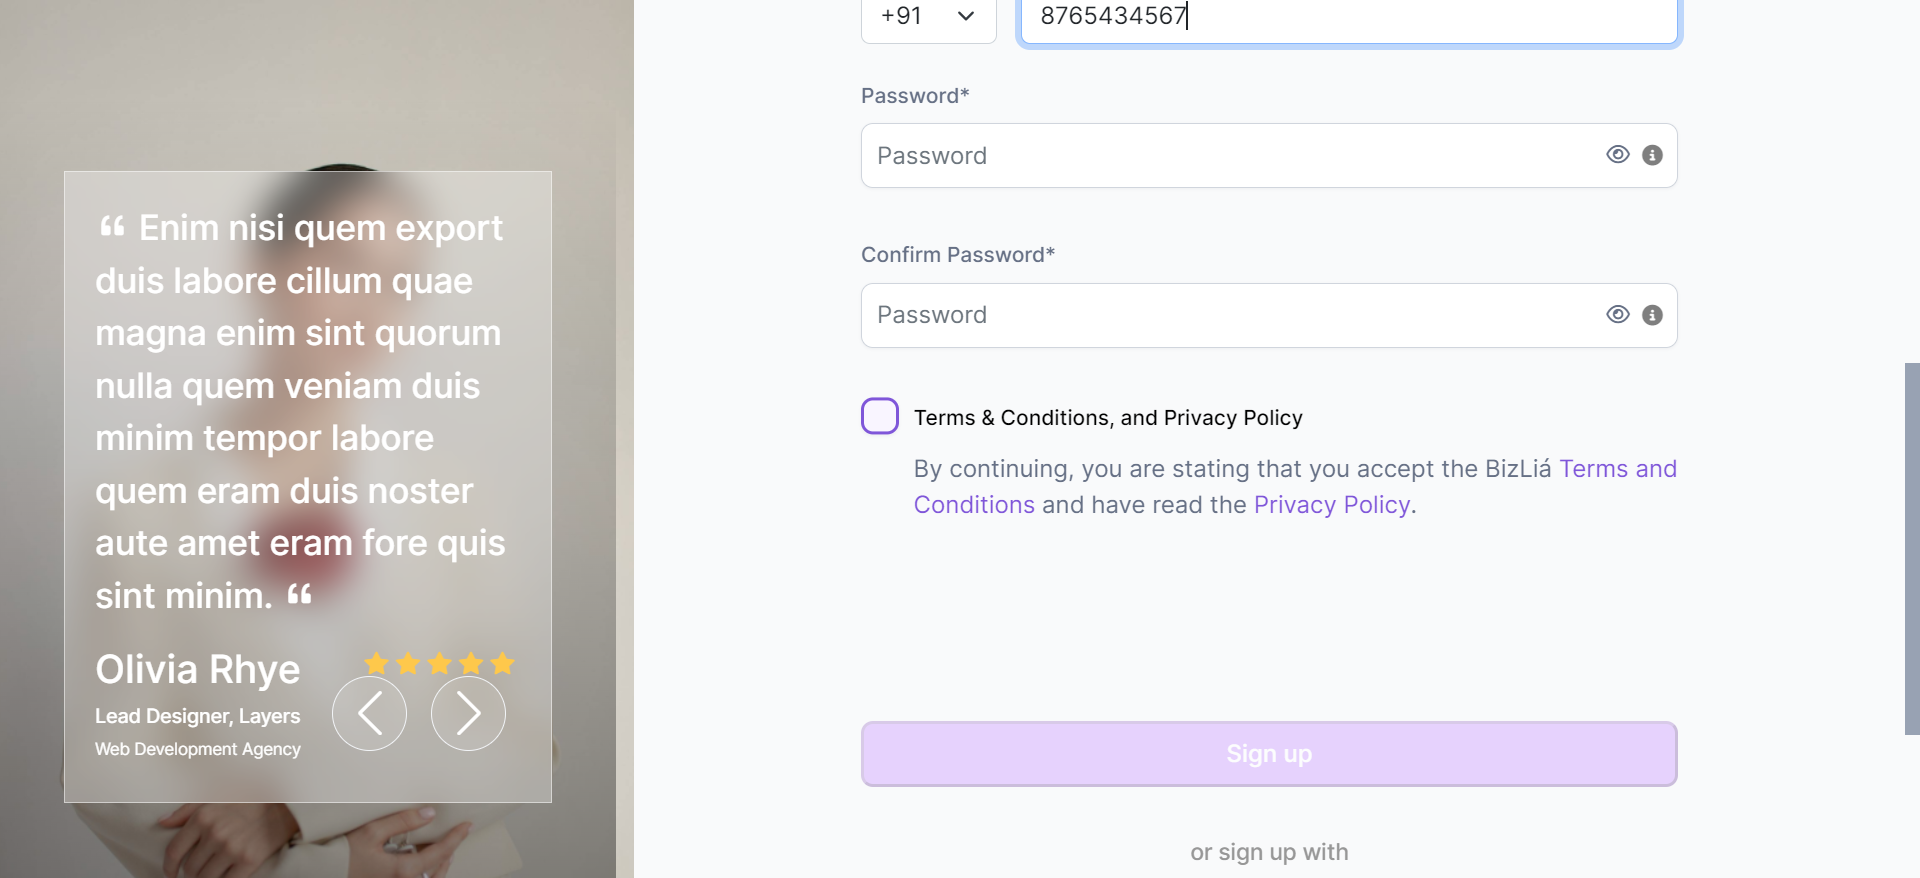 “ Enim nisi quem export
duis labore cillum quae
magna enim sint quorum
nulla quem veniam duis
minim tempor labore
quem eram duis noster
aute amet eram fore quis
sint minim. “
Olivia Rhye
Lead Designer, Layers
Web Development Agency
+91
8765434567
Password*
Password
Confirm Password*
Password
Terms & Conditions, and Privacy Policy
By continuing, you are stating that you accept the BizLiá Terms and
Conditions and have read the Privacy Policy.
Sign up
or sign up with